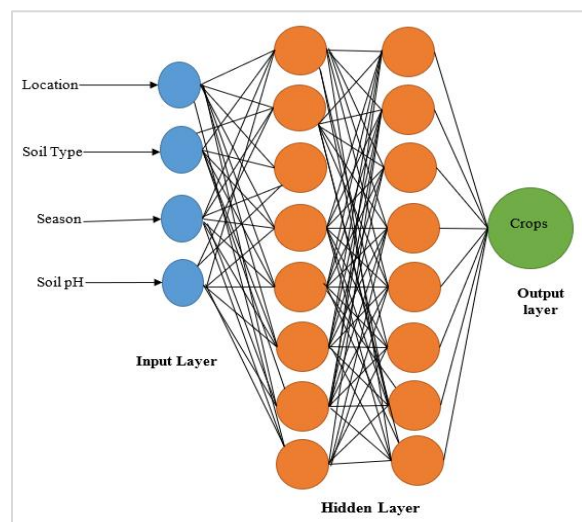 Location
Soil Type
Season
Soil pH
Input Layer
Hidden Layer
Crops
Output
layer